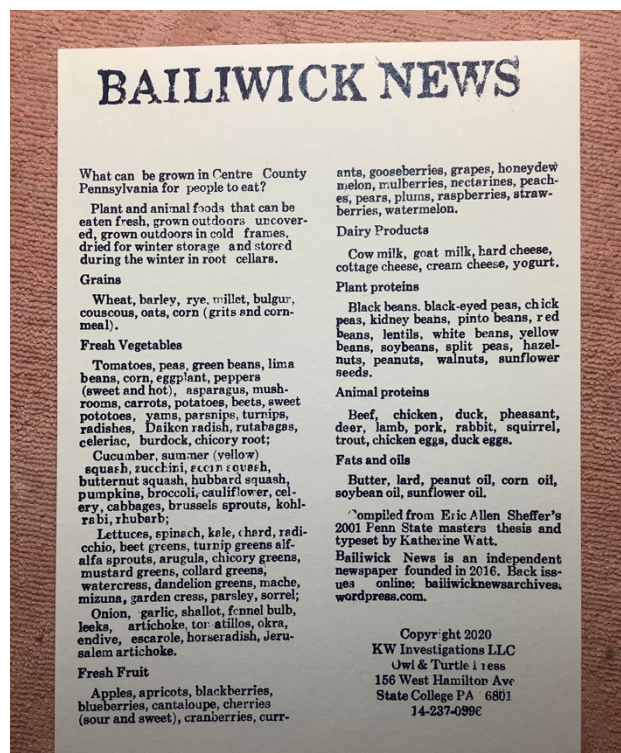 BAILIWICK NEWS
What can be grown in Centre County
Pennsylvania for people to eat?
Plant and animal foods that can be
eaten fresh, grown outdoors uncover-
ed, grown outdoors in cold frames,
dried for winter storage and stored
during the winter in root cellars.
Grains
Wheat, barley, rye, millet, bulgur,
couscous, oats, corn (grits and corn-
meal).
Fresh Vegetables
Tomatoes, peas, green beans, lima
beans, corn, eggplant, peppers
(sweet and hot), asparagus, mush-
rooms, carrots, potatoes, beets, sweet
pototoes, yams, parsnips, turnips,
radishes, Daikon radish, rutabagas,
celeriac, burdock, chicory root;
Cucumber, summer (yellow)
squash, zucchini, acorn squash,
butternut squash, hubbard squash,
pumpkins, broccoli, cauliflower, cel-
ery, cabbages, brussels sprouts, kohl-
rabi, rhubarb;
Lettuces, spinach, kale, chard, radi-
cchio, beet greens, turnip greens alf-
alfa sprouts, arugula, chicory greens,
mustard greens, collard greens,
watercress, dandelion greens, mache,
mizuna, garden cress, parsley, sorrel;
Onion, garlic, shallot, fennel bulb,
leeks, artichoke, tomatillos, okra,
endive, escarole, horseradish, Jeru-
salem artichoke.
Fresh Fruit
Apples, apricots, blackberries,
blueberries, cantaloupe, cherries
(sour and sweet), cranberries, curr-
ants, gooseberries, grapes, honeydew
melon, mulberries, nectarines, peach-
es, pears, plums, raspberries, straw-
berries, watermelon.
Dairy Products
Cow milk, goat milk, hard cheese,
cottage cheese, cream cheese, yogurt.
Plant proteins
Black beans. black-eyed peas, chick
peas, kidney beans, pinto beans, red
beans, lentils, white beans, yellow
beans, soybeans, split peas, hazel-
nuts, peanuts, walnuts, sunflower
seeds.
Animal proteins
Beef, chicken, duck, pheasant,
deer, lamb, pork, rabbit, squirrel,
trout, chicken eggs, duck eggs.
Fats and oils
Butter, lard, peanut oil, corn oil,
soybean oil, sunflower oil.
Compiled from Eric Allen Sheffer's
2001 Penn State masters thesis and
typeset by Katherine Watt.
Bailiwick News is an independent
newspaper founded in 2016. Back iss-
ues online: bailiwicknewsarchives.
wordpress.com.
Copyright 2020
KW Investigations LLC
Owl & Turtle Press
156 West Hamilton Ave
State College PA 6801
14-237-099